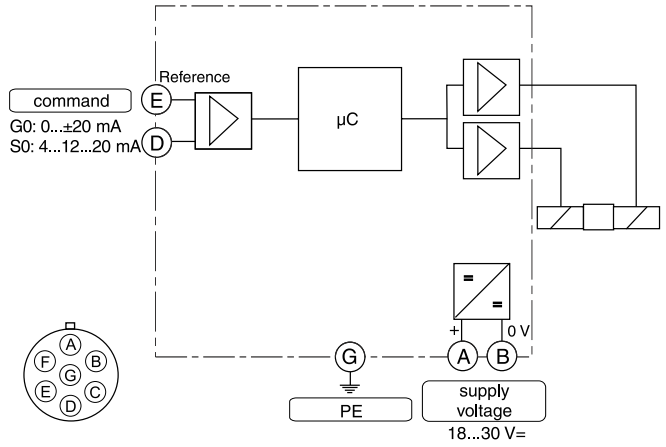 Reference
E
command
G0: 0...±20 mA
S0: 4...12...20 mA
D
µC
=
=
+
0 V
G
A
B
PE
supply
voltage
18...30 V=
A
F
B
G
E
C
D